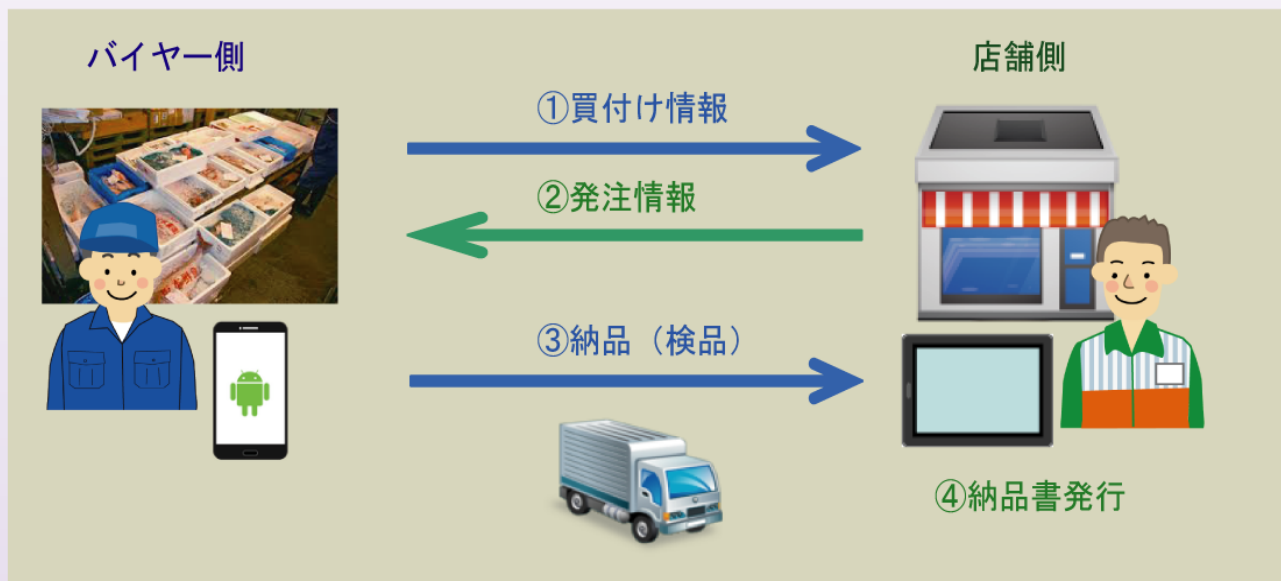 バイヤー側
店舗側
①買付け情報
②発注情報
③納品（検品）
④納品書発行